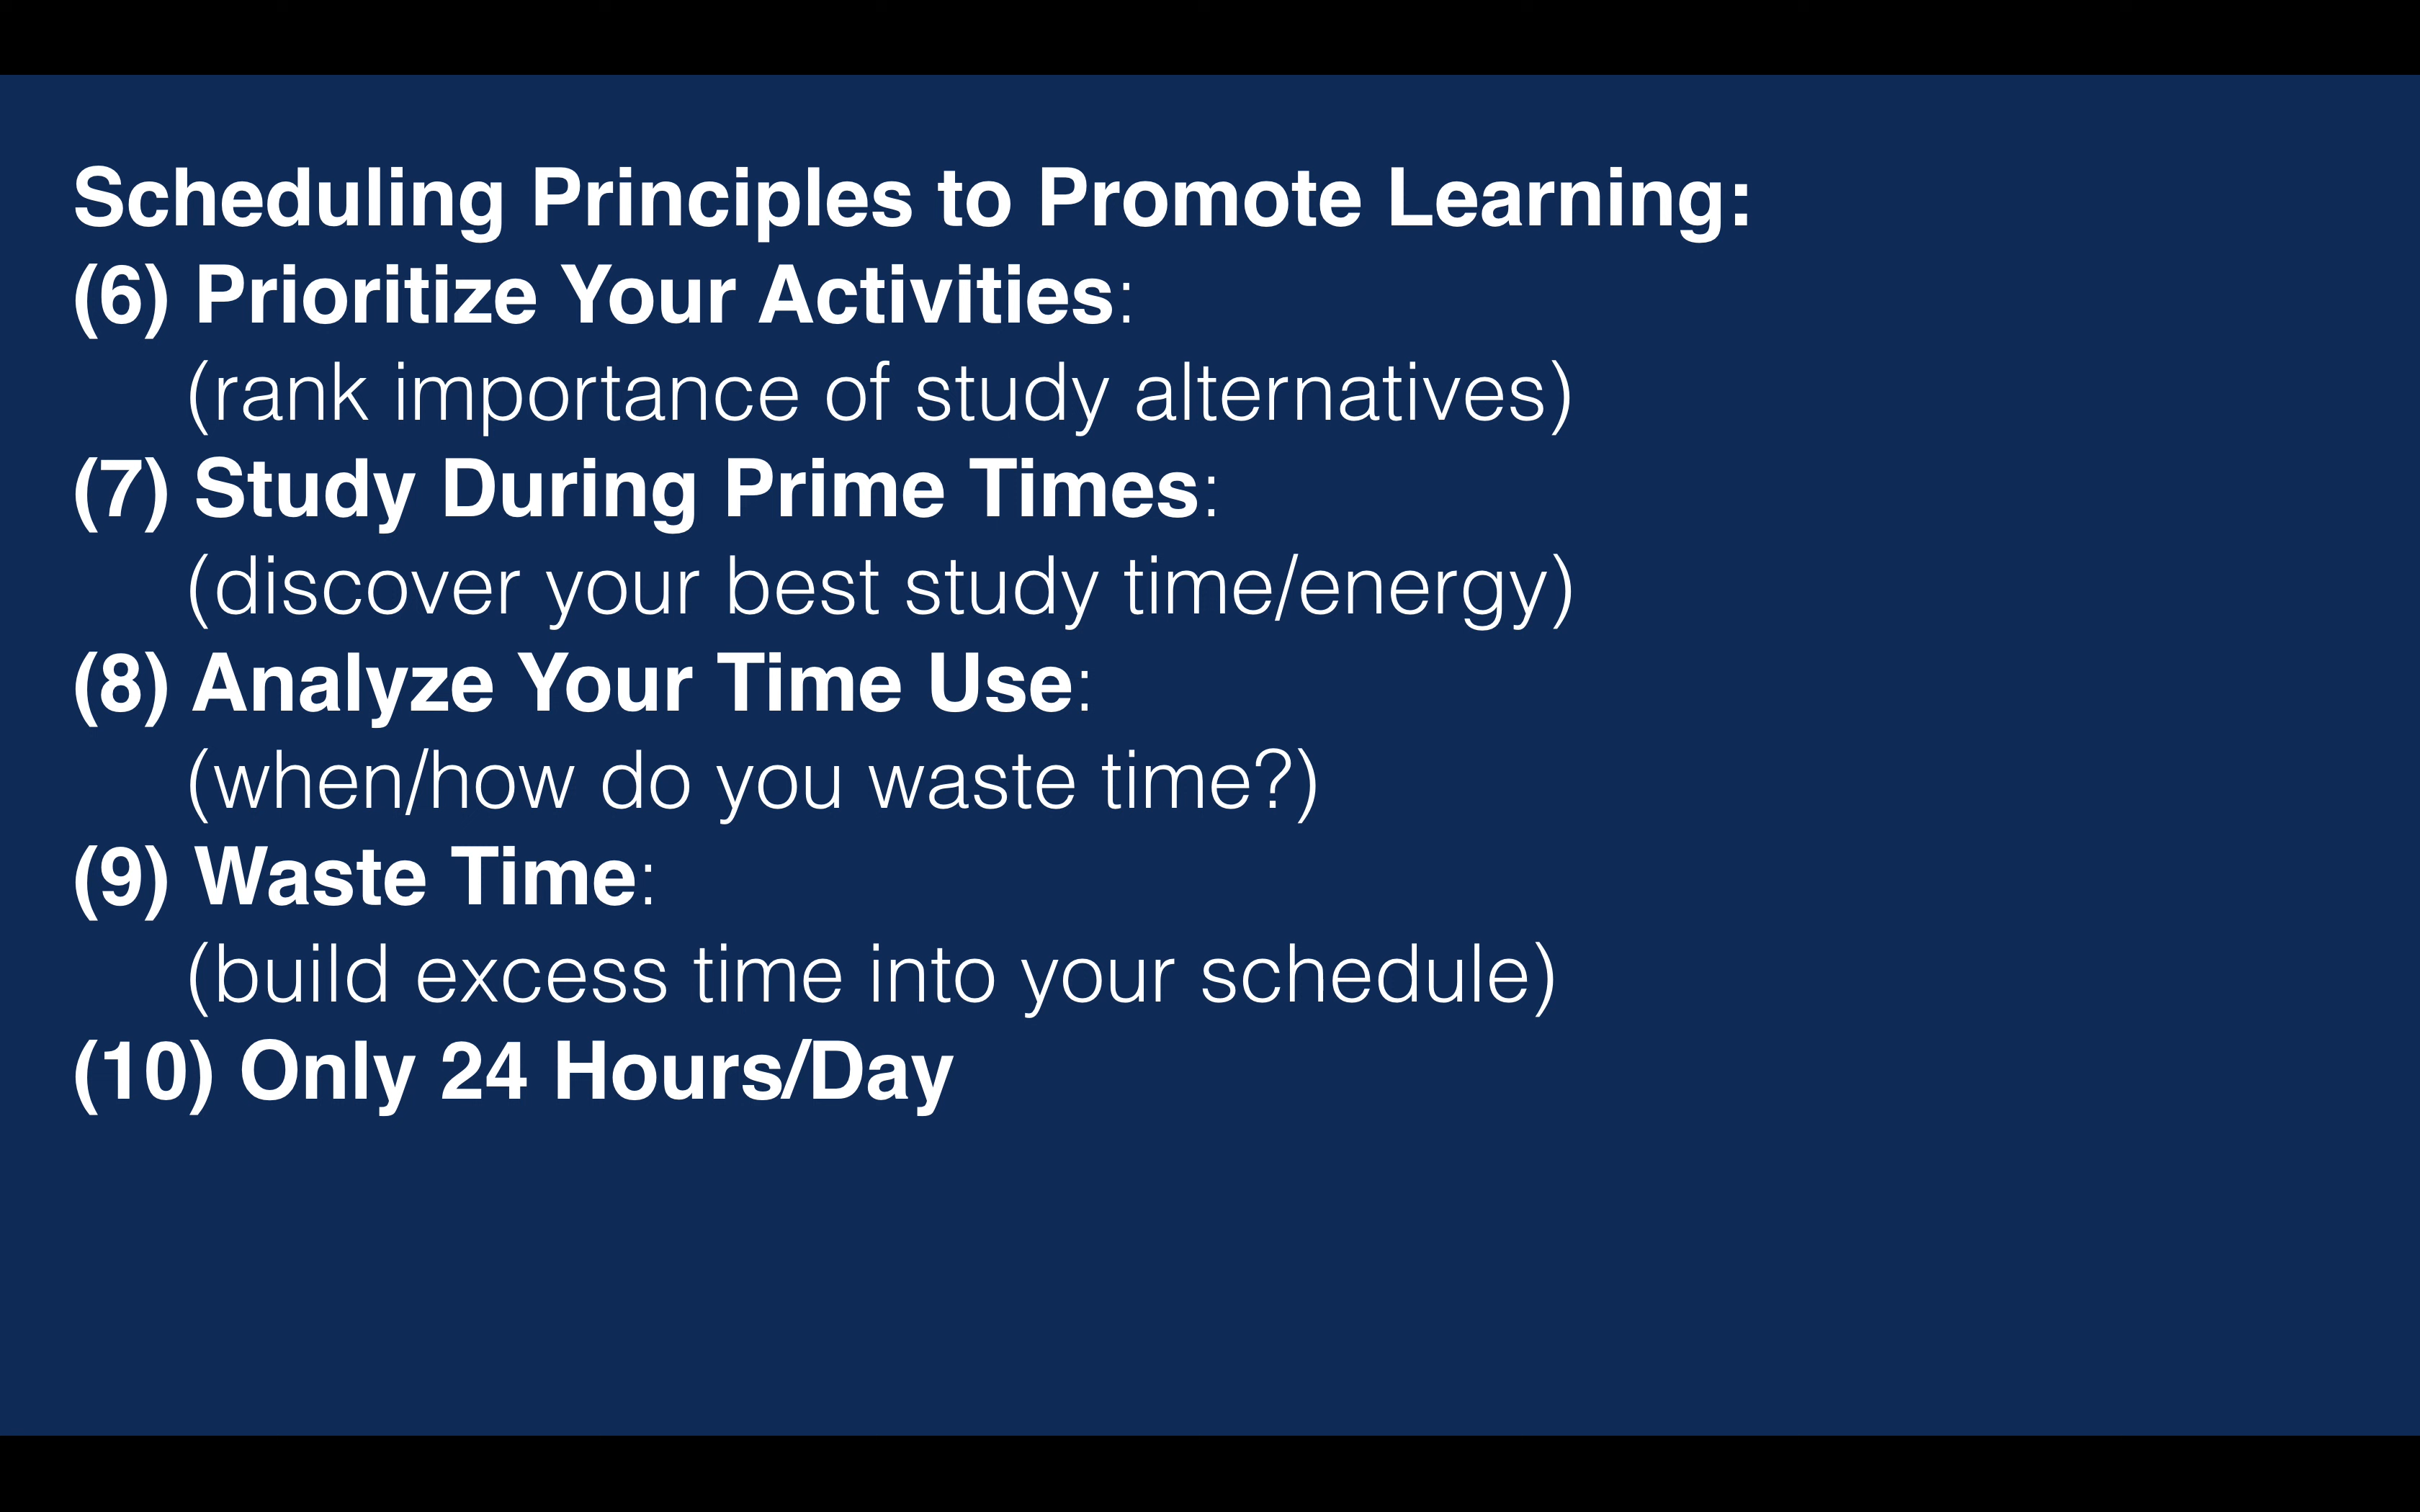 Scheduling Principles to Promote Learning:
(6) Prioritize Your Activities:
(rank importance of study alternatives)
(7) Study During Prime Times:
(discover your best study time/energy)
(8) Analyze Your Time Use:
(when/how do you waste time?)
(9) Waste Time:
(build excess time into your schedule)
(10) Only 24 Hours/Day